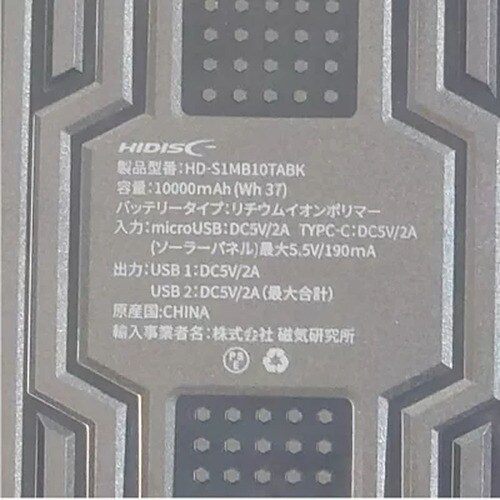 HIDISC
製品型番：HD-S1MB10TABK
容量：10000mAh (Wh 37)
バッテリータイプ：リチウムイオンポリマー
入力：microUSB：DC5V/2A TYPC-C：DC5V/2A
(ソーラーパネル) 最大5.5V/190mA
出力：USB 1：DC5V/2A
USB 2：DC5V/2A (最大合計)
原産国：CHINA
輸入事業者名：株式会社 磁気研究所